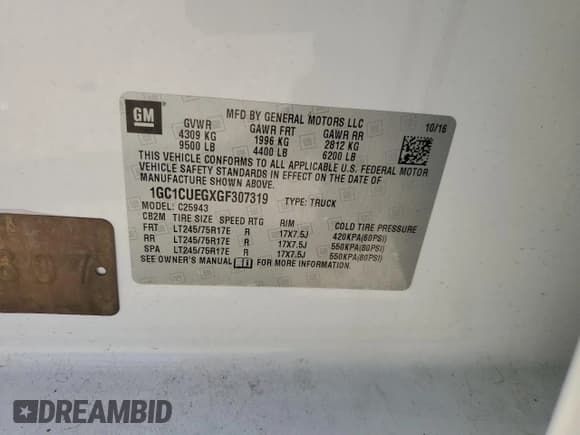 GM
MFD BY GENERAL MOTORS LLC
10/16
GVWR GAWR FRT GAWR RR
4309 KG 1996 KG 2812 KG
9500 LB 4400 LB 6200 LB
THIS VEHICLE CONFORMS TO ALL APPLICABLE U.S. FEDERAL MOTOR
VEHICLE SAFETY STANDARDS IN EFFECT ON THE DATE OF
MANUFACTURE SHOWN ABOVE.
1GC1CUEGXGF307319 TYPE: TRUCK
MODEL: C25943
CB2M TIRE SIZE SPEED RTG R/M COLD TIRE PRESSURE
FRT LT245/75R17E R 17X7.5J 420KPA(60PSI)
RR LT245/75R17E R 17X7.5J 550KPA(80PSI)
SPA LT245/75R17E R 17X7.5J 550KPA(80PSI)
SEE OWNER'S MANUAL FOR MORE INFORMATION.
DREAMBID